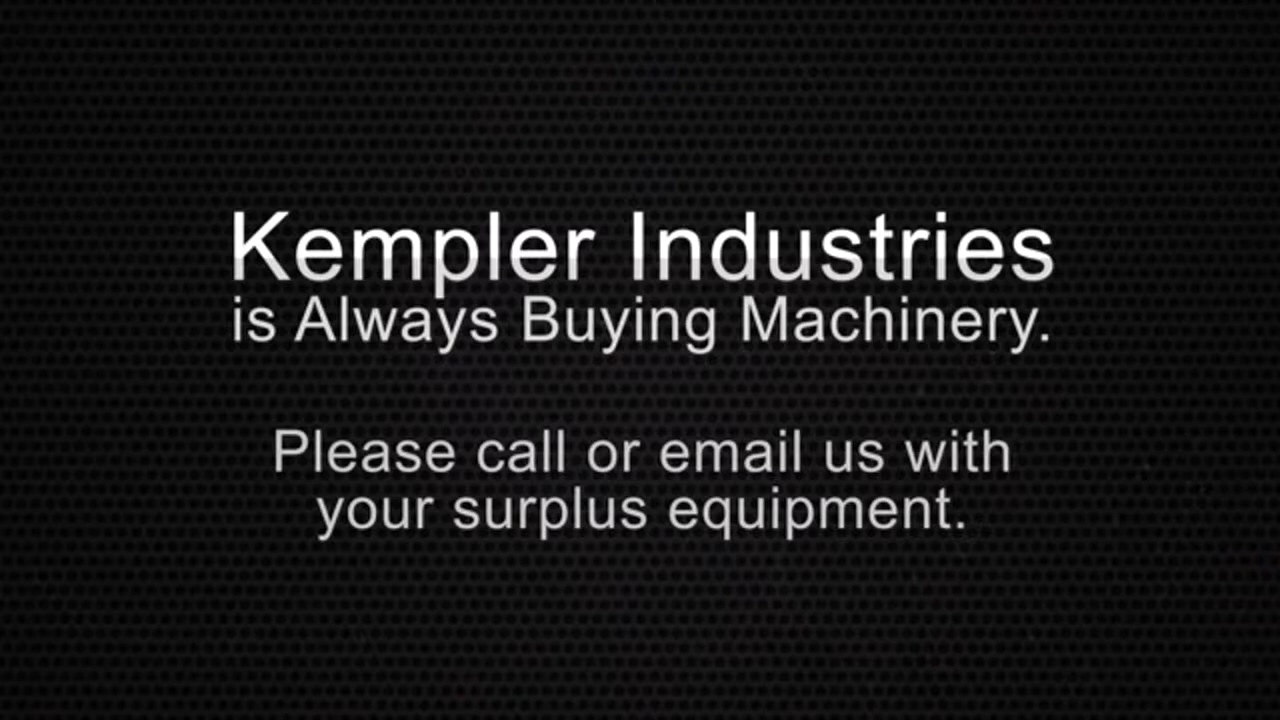 Kempler Industries
is Always Buying Machinery.
Please call or email us with
your surplus equipment.